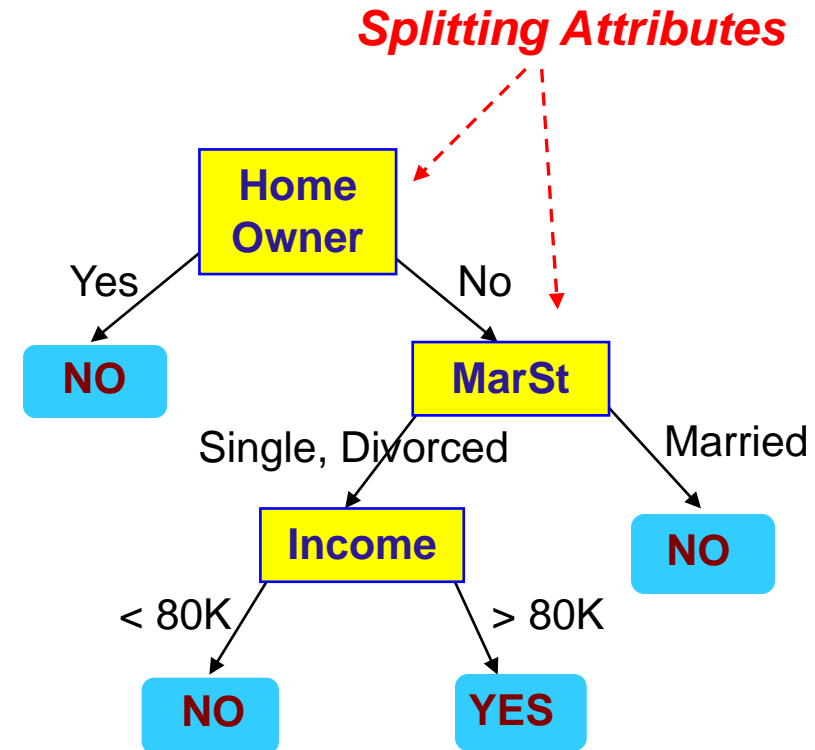 Splitting Attributes
Home
Owner
Yes
No
NO
MarSt
Single, Divorced
Married
Income
NO
< 80K
> 80K
NO
YES